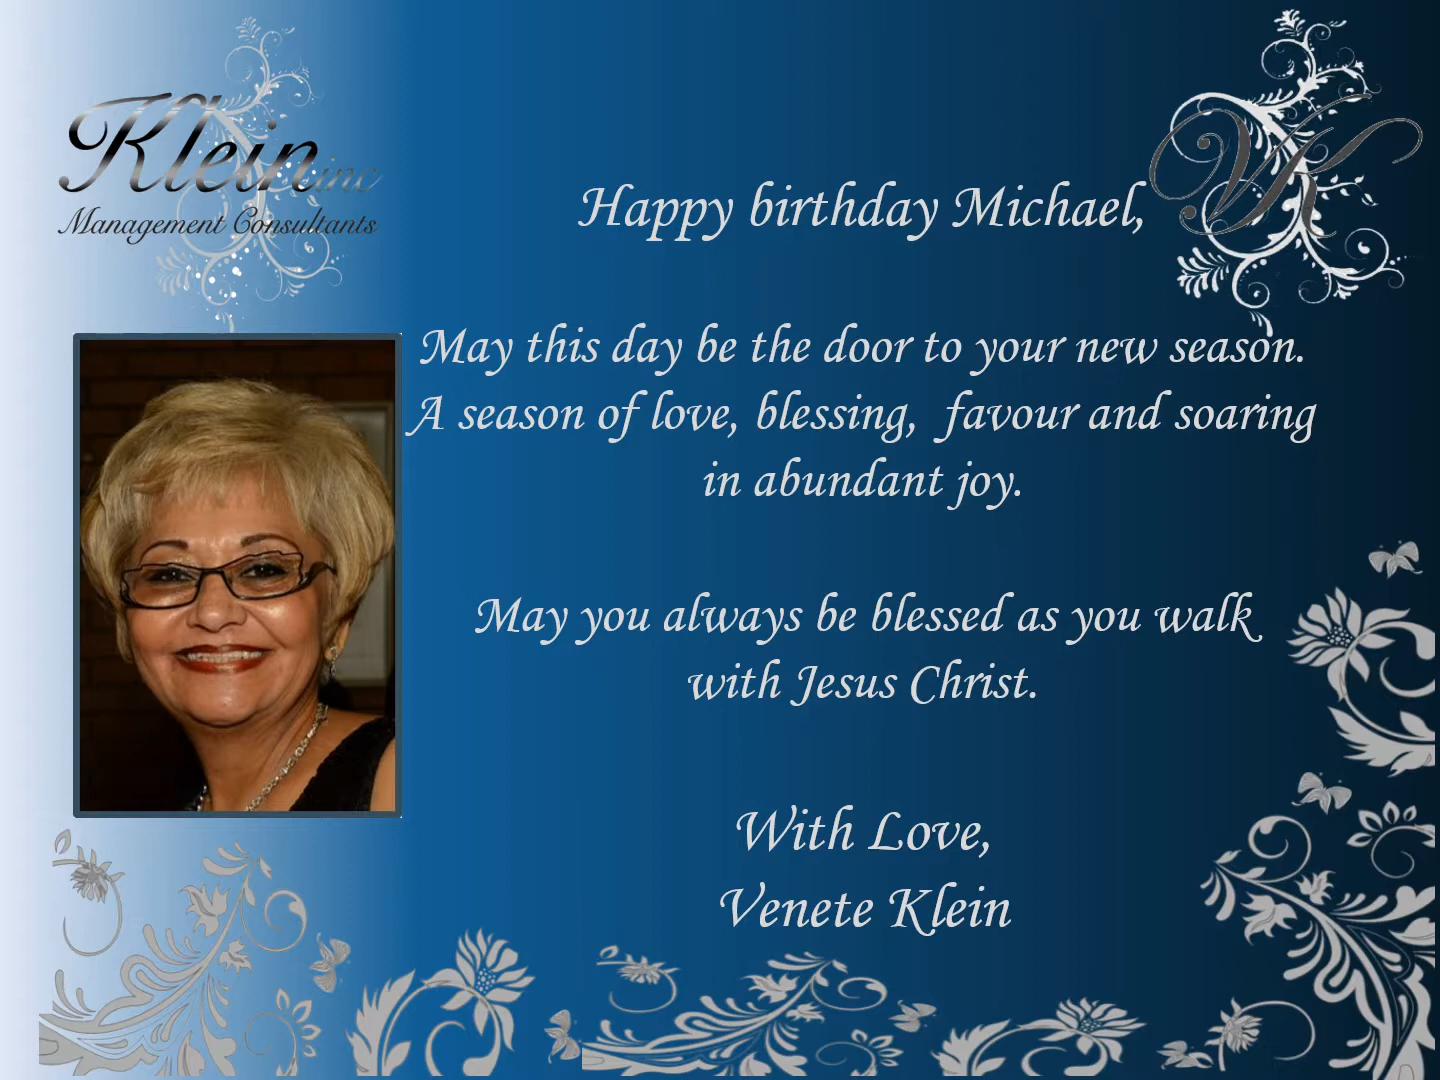 Klein inc
Management Consultants
VK
Happy birthday Michael,
May this day be the door to your new season.
A season of love, blessing,  favour and soaring
in abundant joy.
May you always be blessed as you walk
with Jesus Christ.
With Love,
Venete Klein